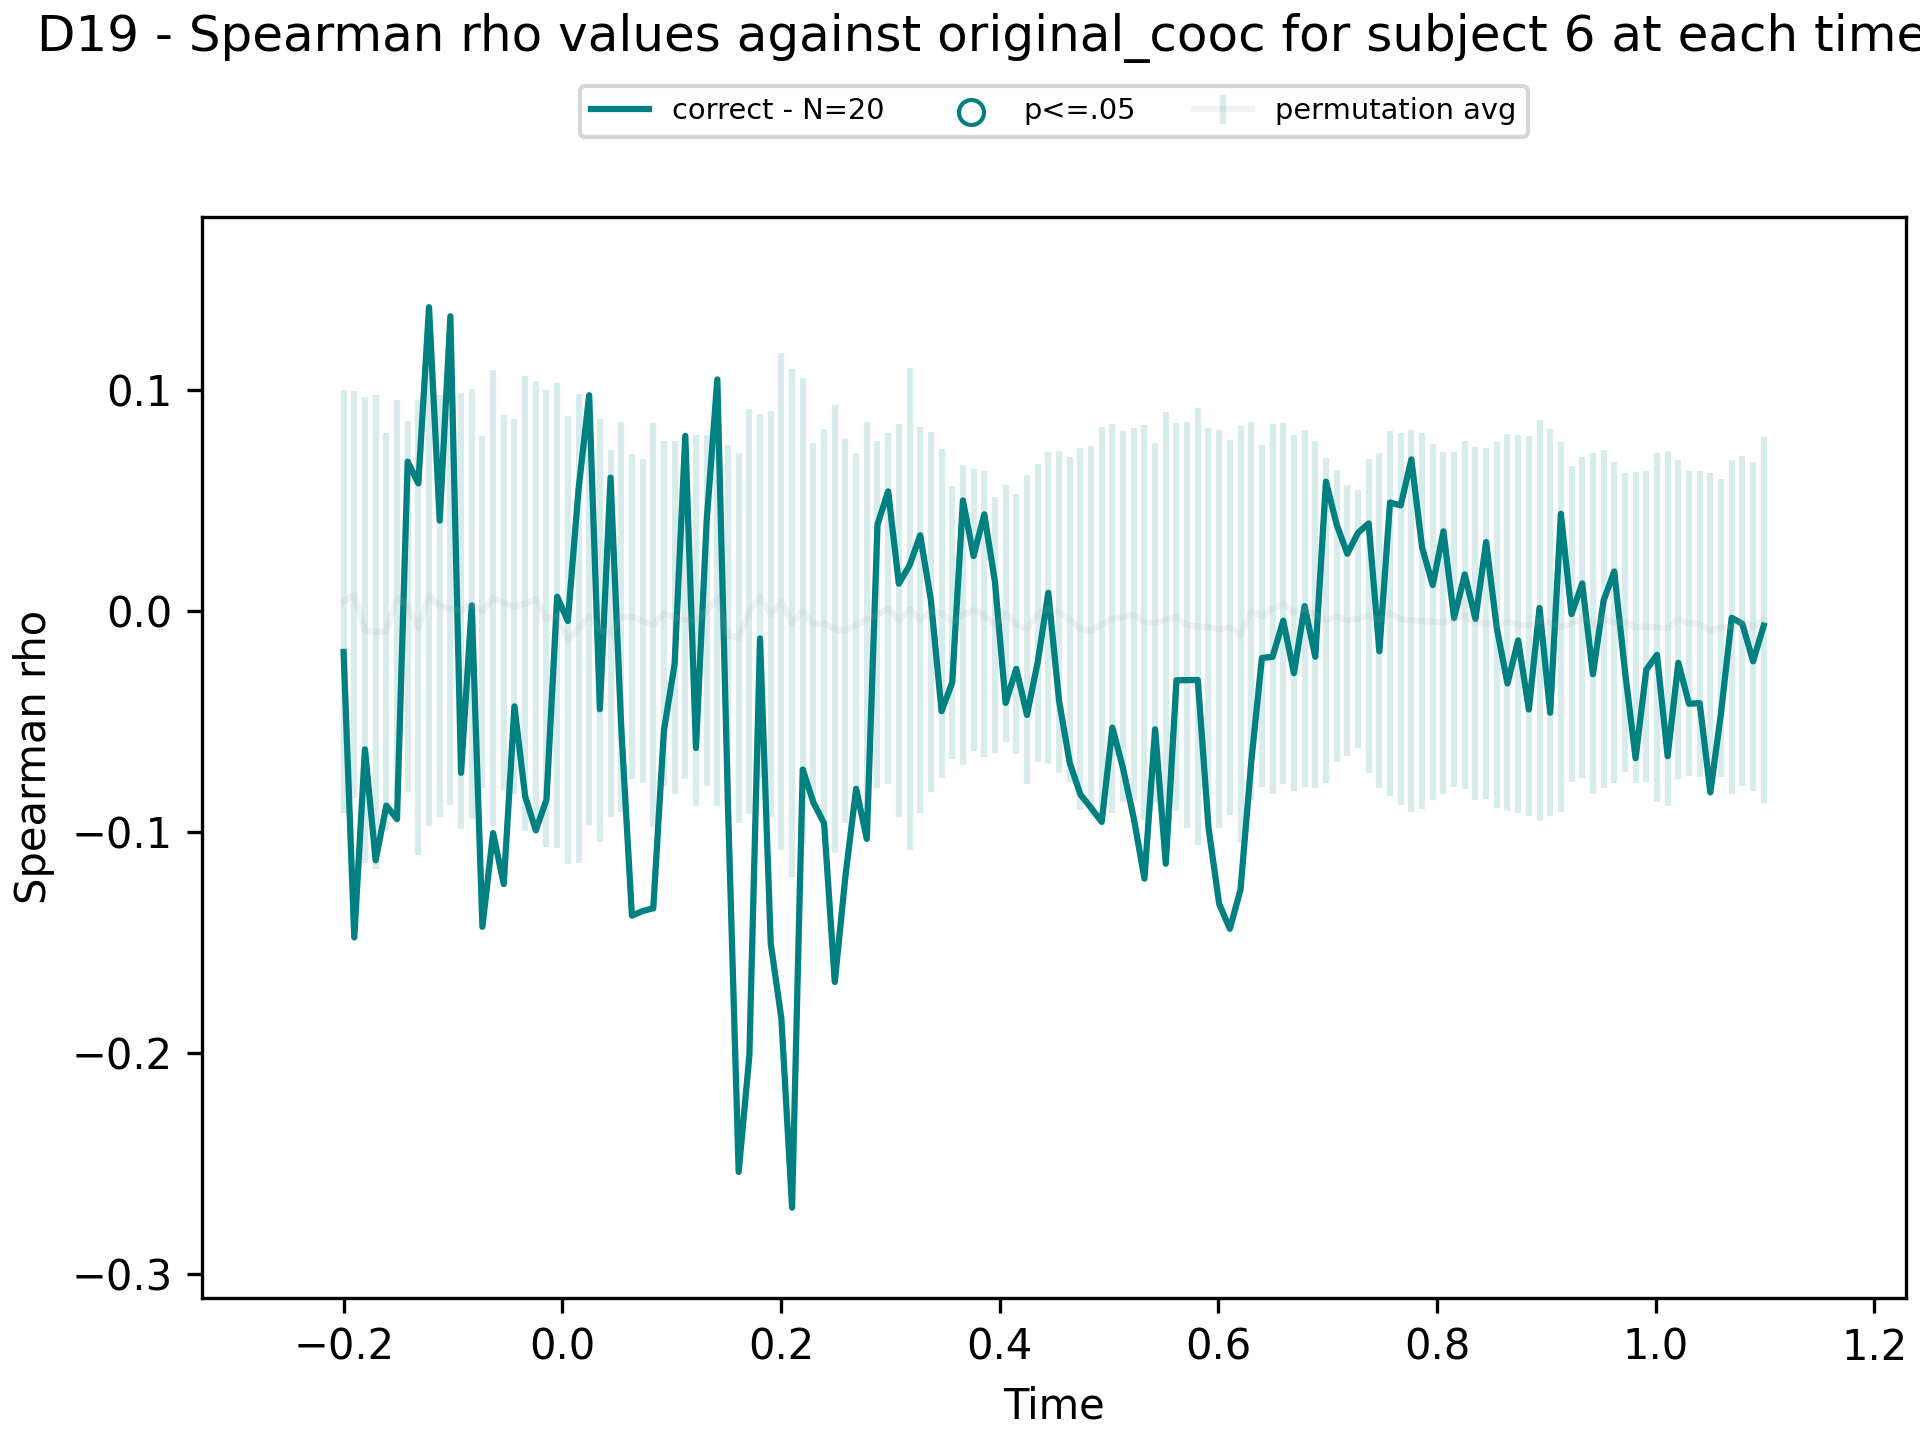 D19 - Spearman rho values against original_cooc for subject 6 at each time
correct - N=20
p<=.05
permutation avg
Spearman rho
0.1
0.0
−0.1
−0.2
−0.3
−0.2
0.0
0.2
0.4
0.6
0.8
1.0
1.2
Time